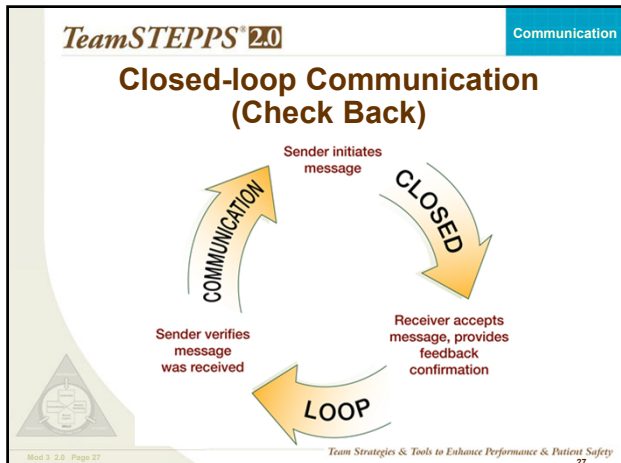 TeamSTEPPS® 2.0
Communication
Closed-loop Communication
(Check Back)
Sender initiates
message
CLOSED
Receiver accepts
message, provides
feedback
confirmation
LOOP
Sender verifies
message
was received
COMMUNICATION
Mod 3 2.0 Page 27
Team Strategies & Tools to Enhance Performance & Patient Safety
27